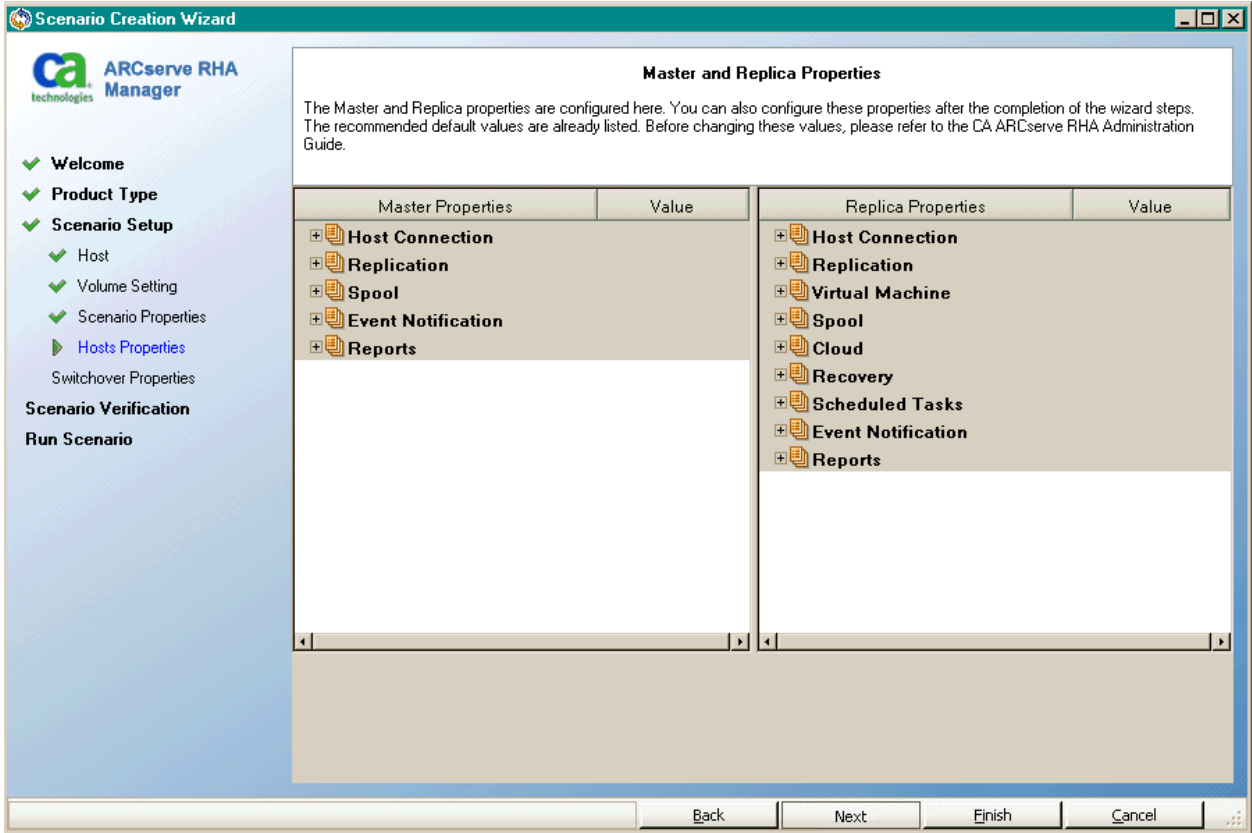 Scenario Creation Wizard
ca
technologies
ARCserve RHA
Manager
Welcome
Product Type
Scenario Setup
Host
Volume Setting
Scenario Properties
Hosts Properties
Switchover Properties
Scenario Verification
Run Scenario
Master and Replica Properties
The Master and Replica properties are configured here. You can also configure these properties after the completion of the wizard steps.
The recommended default values are already listed. Before changing these values, please refer to the CA ARCserve RHA Administration
Guide.
Master Properties Value
Host Connection
Replication
Spool
Event Notification
Reports
Replica Properties Value
Host Connection
Replication
Virtual Machine
Spool
Cloud
Recovery
Scheduled Tasks
Event Notification
Reports
Back Next Finish Cancel